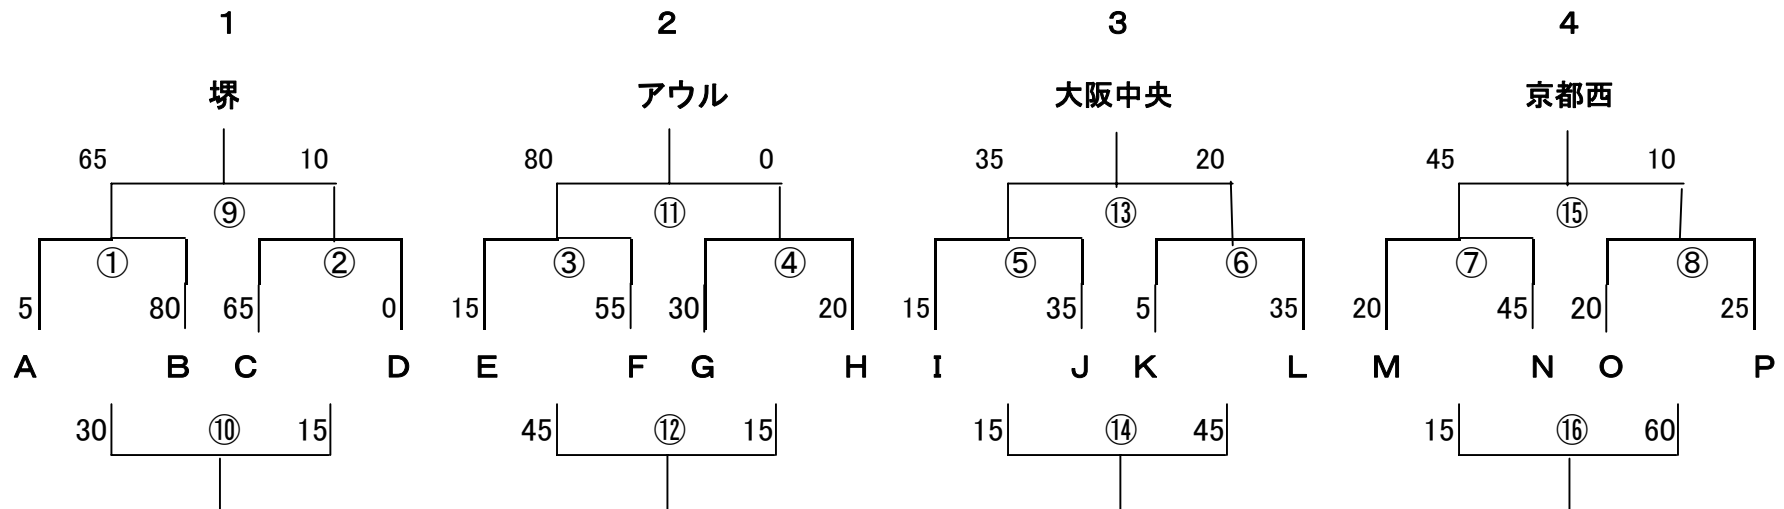 1 2 3 4
堺 アウル 大阪中央 京都西
65 10 80 0 35 20 45 10
⑨ ⑪ ⑬ ⑮
① ② ③ ④ ⑤ ⑥ ⑦ ⑧
5 80 65 0 15 55 30 20 15 35 5 35 20 45 20 25
A B C D E F G H I J K L M N O P
30 ⑩ 15 45 ⑫ 15 15 ⑭ 45 15 ⑯ 60